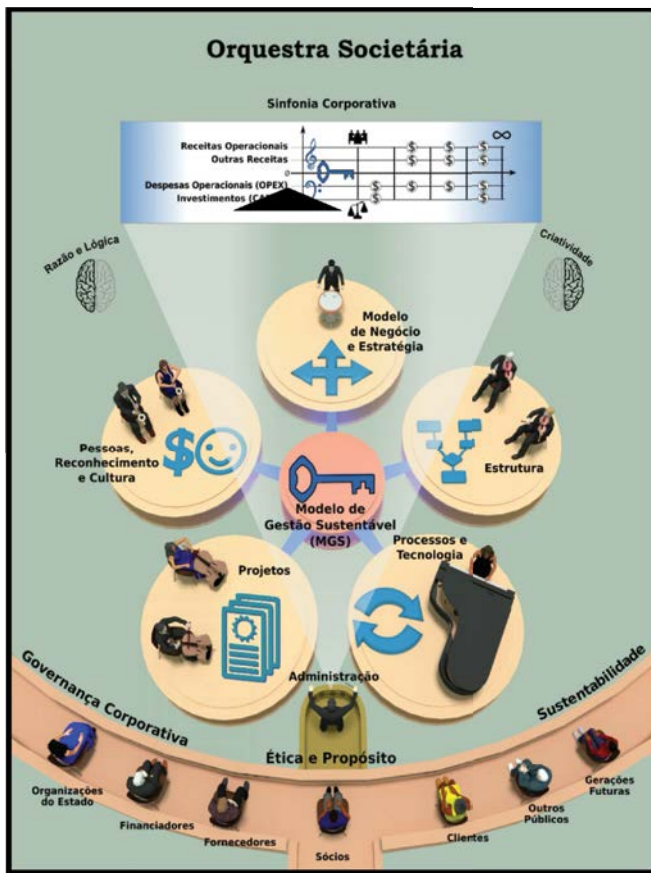 Orquestra Societária
Sinfonia Corporativa
Receitas Operacionais
Outras Receitas
0
Despesas Operacionais (OPEX)
Investimentos (CA
Razão e Lógica
Criatividade
Modelo
de Negócio
e Estratégia
Pessoas,
Reconhecimento
e Cultura
$
Estrutura
Modelo de
Gestão Sustentável
(MGS)
Projetos
Processos e
Tecnologia
Administração
Governança Corporativa
Ética e Propósito
Sustentabilidade
Organizações
do Estado
Financiadores
Fornecedores
Sócios
Clientes
Outros
Públicos
Gerações
Futuras